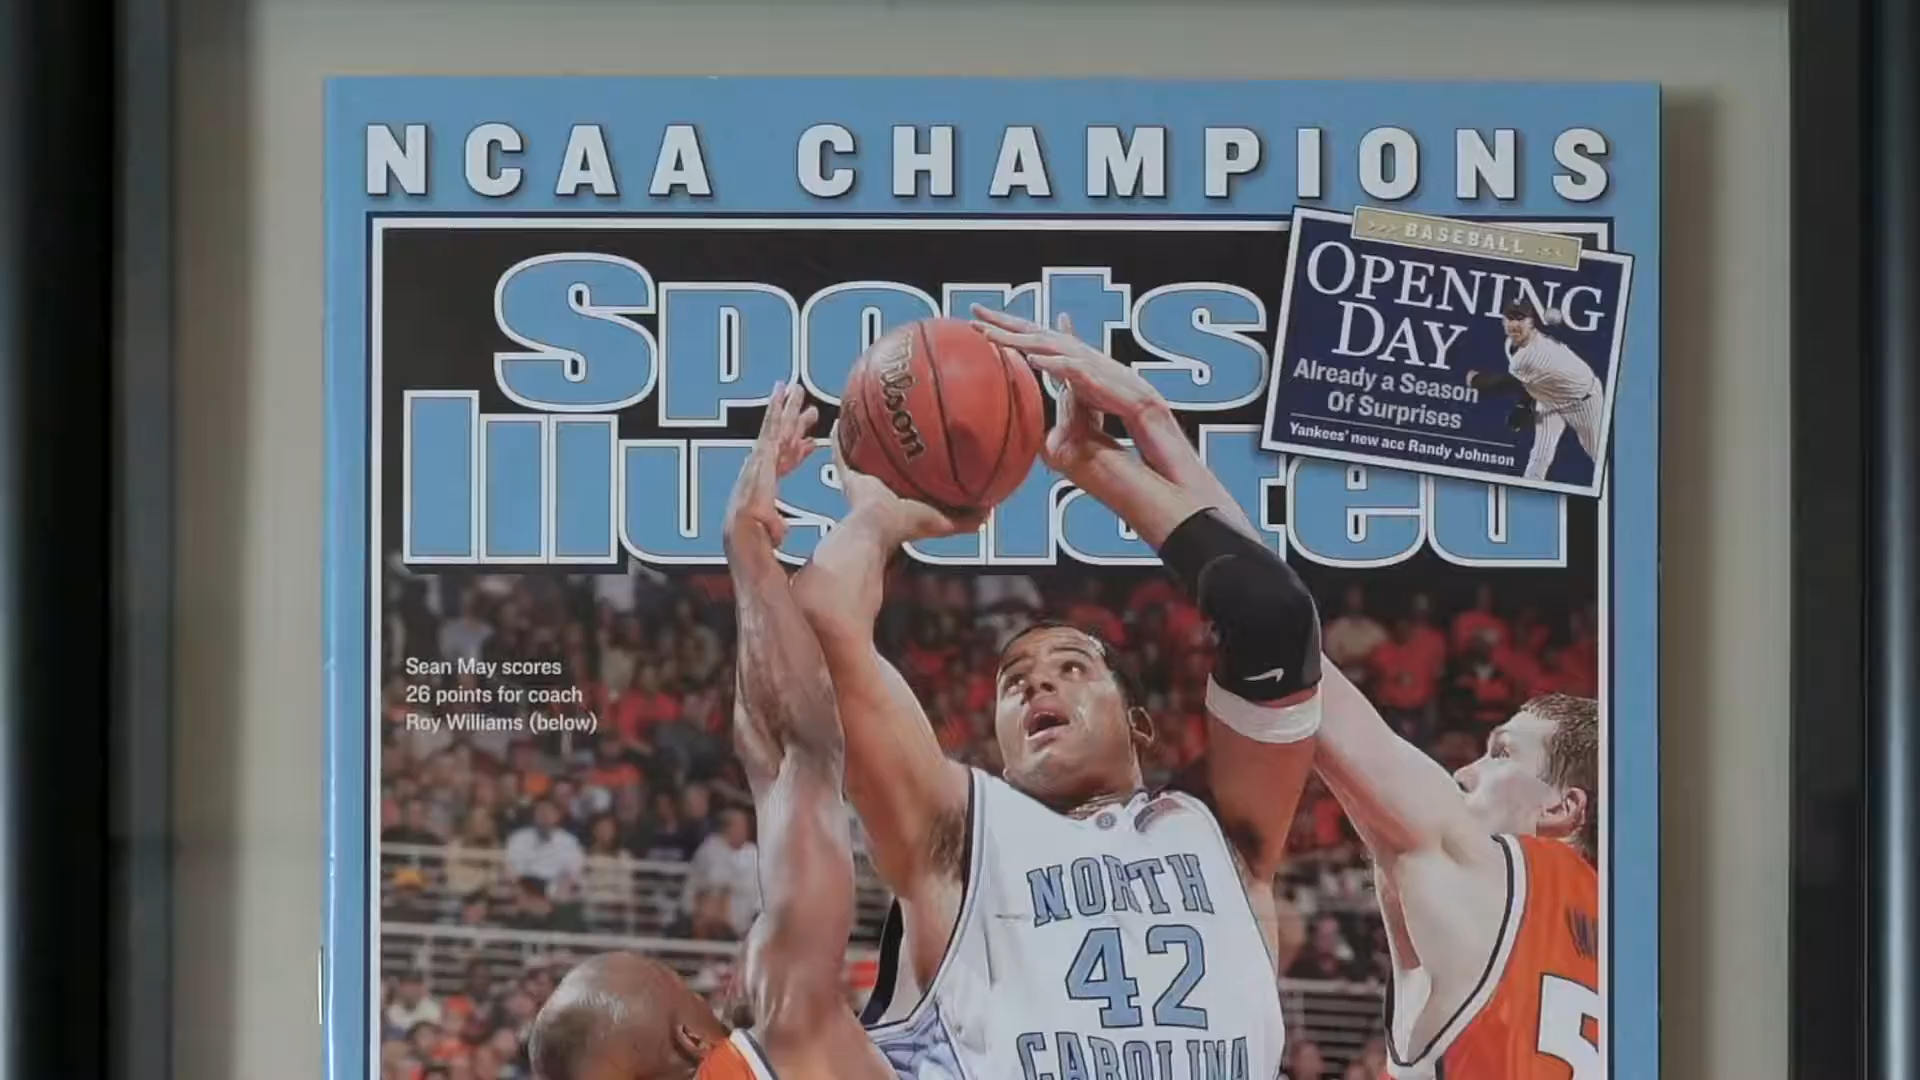 NCAA CHAMPIONS
Sports
Illustrated
BASEBALL
OPENING
DAY
Already a Season
Of Surprises
Yankees' new ace Randy Johnson
Wilson
Sean May scores
26 points for coach
Roy Williams (below)
NORTH
42
CAROLINA
5